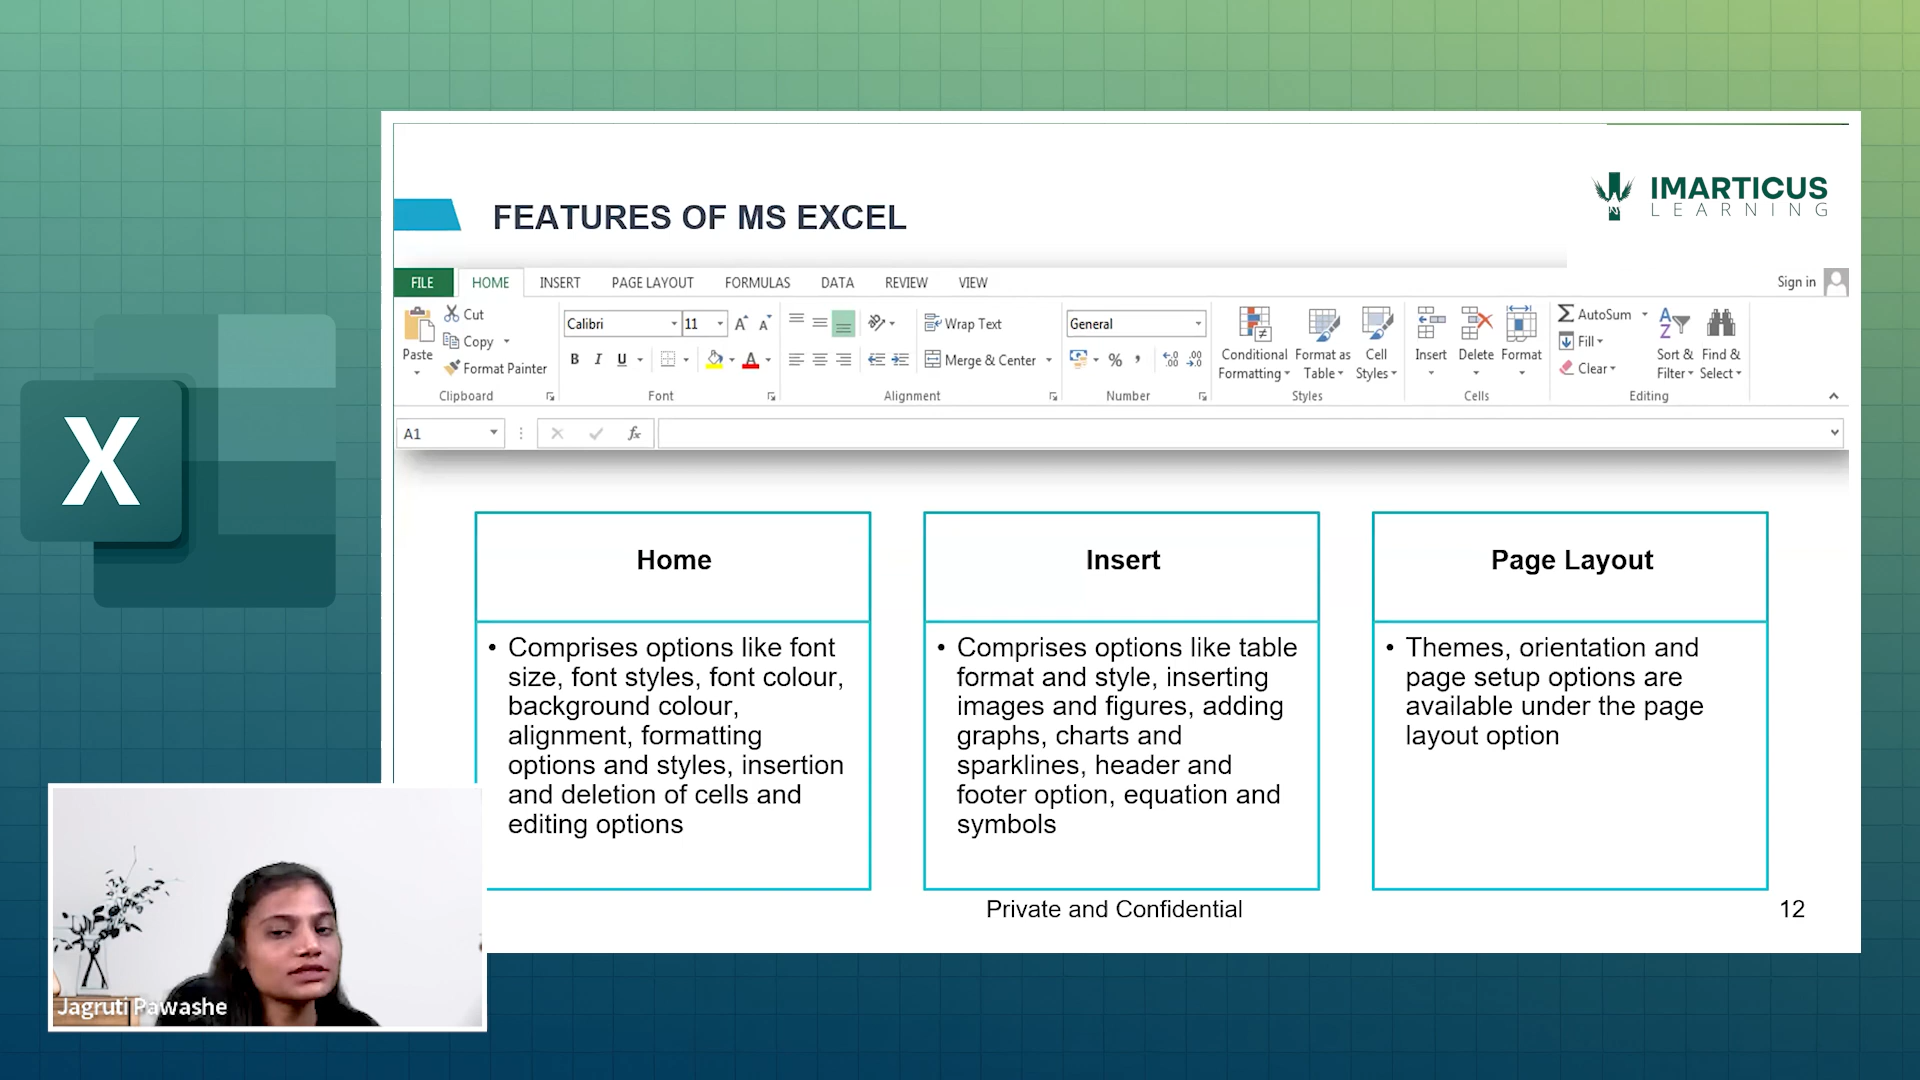 IMARTICUS
LEARNING
FEATURES OF MS EXCEL
FILE HOME INSERT PAGE LAYOUT FORMULAS DATA REVIEW VIEW Sign in
Cut
Copy
Format Painter
Paste
Clipboard
Calibri 11
B I U A
Font
Wrap Text
Merge & Center
Alignment
General
%
Number
Conditional Formatting
Format as Table
Cell Styles
Styles
Insert Delete Format
Cells
AutoSum
Fill
Clear
Sort & Filter
Find & Select
Editing
A1 fx
X
Home
• Comprises options like font
size, font styles, font colour,
background colour,
alignment, formatting
options and styles, insertion
and deletion of cells and
editing options
Insert
• Comprises options like table
format and style, inserting
images and figures, adding
graphs, charts and
sparklines, header and
footer option, equation and
symbols
Page Layout
• Themes, orientation and
page setup options are
available under the page
layout option
Private and Confidential
12
Jagruti Pawashe